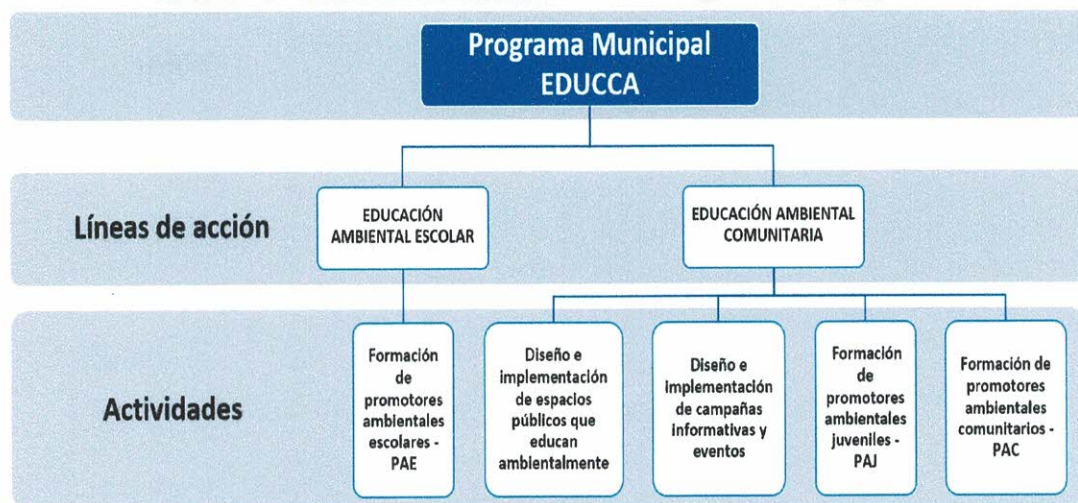 Programa Municipal
EDUCCA
Líneas de acción
EDUCACIÓN
AMBIENTAL ESCOLAR
EDUCACIÓN AMBIENTAL
COMUNITARIA
Actividades
Formación
de
promotores
ambientales
escolares -
PAE
Diseño e
implementación
de espacios
públicos que
educan
ambientalmente
Diseño e
implementación
de campañas
informativas y
eventos
Formación
de
promotores
ambientales
juveniles -
PAJ
Formación de
promotores
ambientales
comunitarios -
PAC